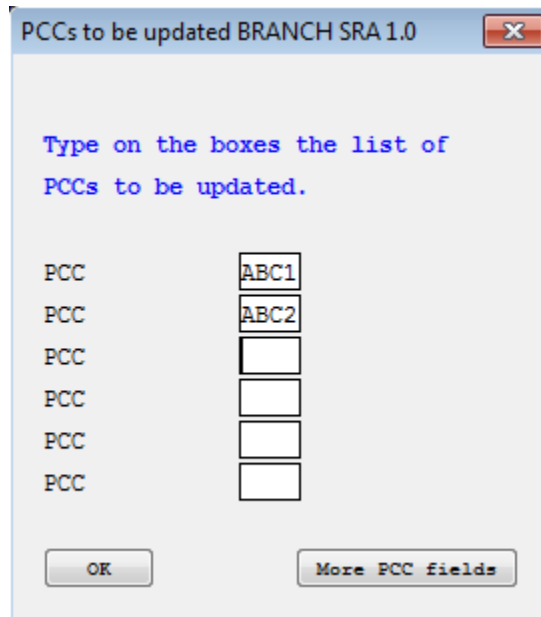 PCCs to be updated BRANCH SRA 1.0
Type on the boxes the list of
PCCs to be updated.
PCC ABC1
PCC ABC2
PCC
PCC
PCC
PCC
OK More PCC fields